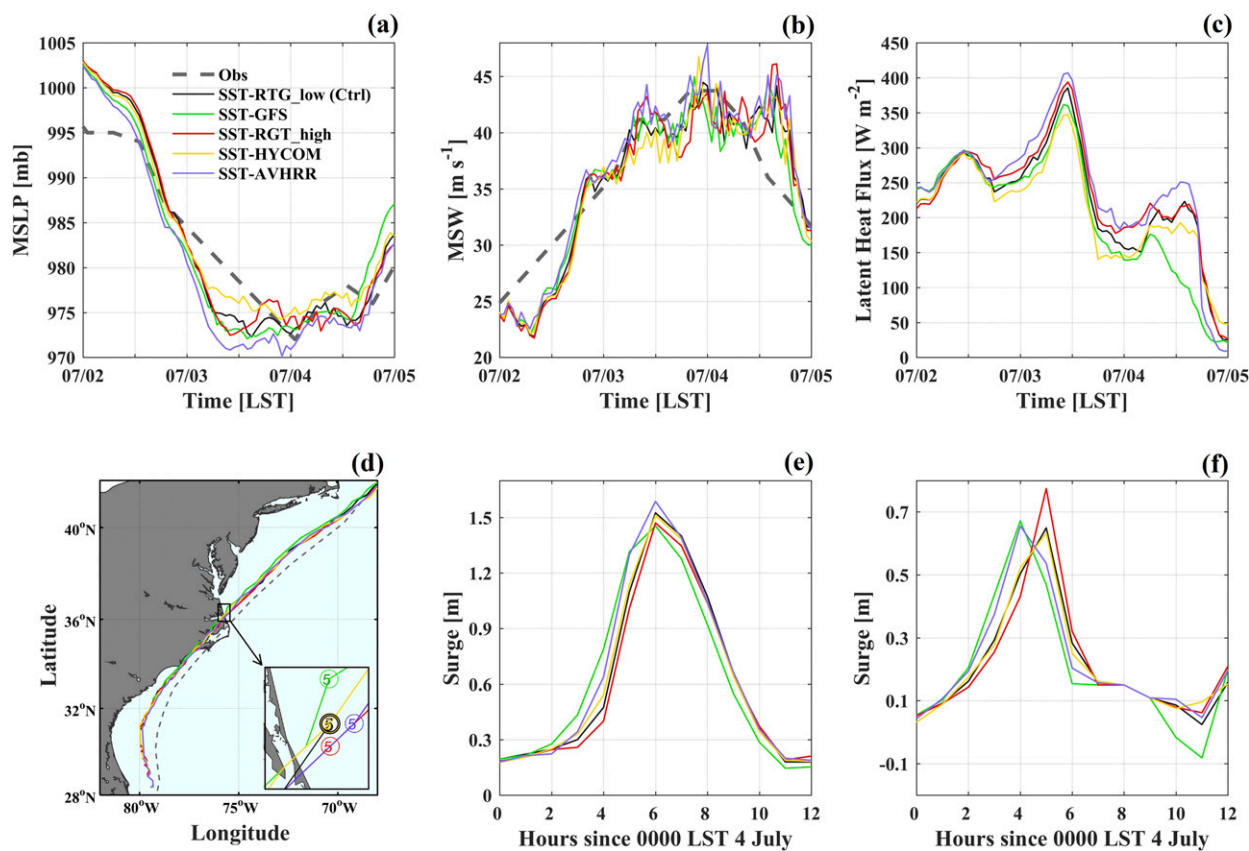 (a)
1005
1000
995
990
985
980
975
970
MSLP [mb]
07/02
07/03
07/04
07/05
Time [LST]
Obs
SST-RTG_low (Ctrl)
SST-GFS
SST-RGT_high
SST-HYCOM
SST-AVHRR
(b)
45
40
35
30
25
20
MSW [m s-1]
07/02
07/03
07/04
07/05
Time [LST]
(c)
450
400
350
300
250
200
150
100
50
0
Latent Heat Flux [W m-2]
07/02
07/03
07/04
07/05
Time [LST]
(d)
40°N
36°N
32°N
28°N
Latitude
80°W
75°W
70°W
Longitude
5
5
5
5
(e)
1.5
1.2
0.9
0.6
0.3
0
Surge [m]
0
2
4
6
8
10
12
Hours since 0000 LST 4 July
(f)
0.7
0.5
0.3
0.1
-0.1
Surge [m]
0
2
4
6
8
10
12
Hours since 0000 LST 4 July